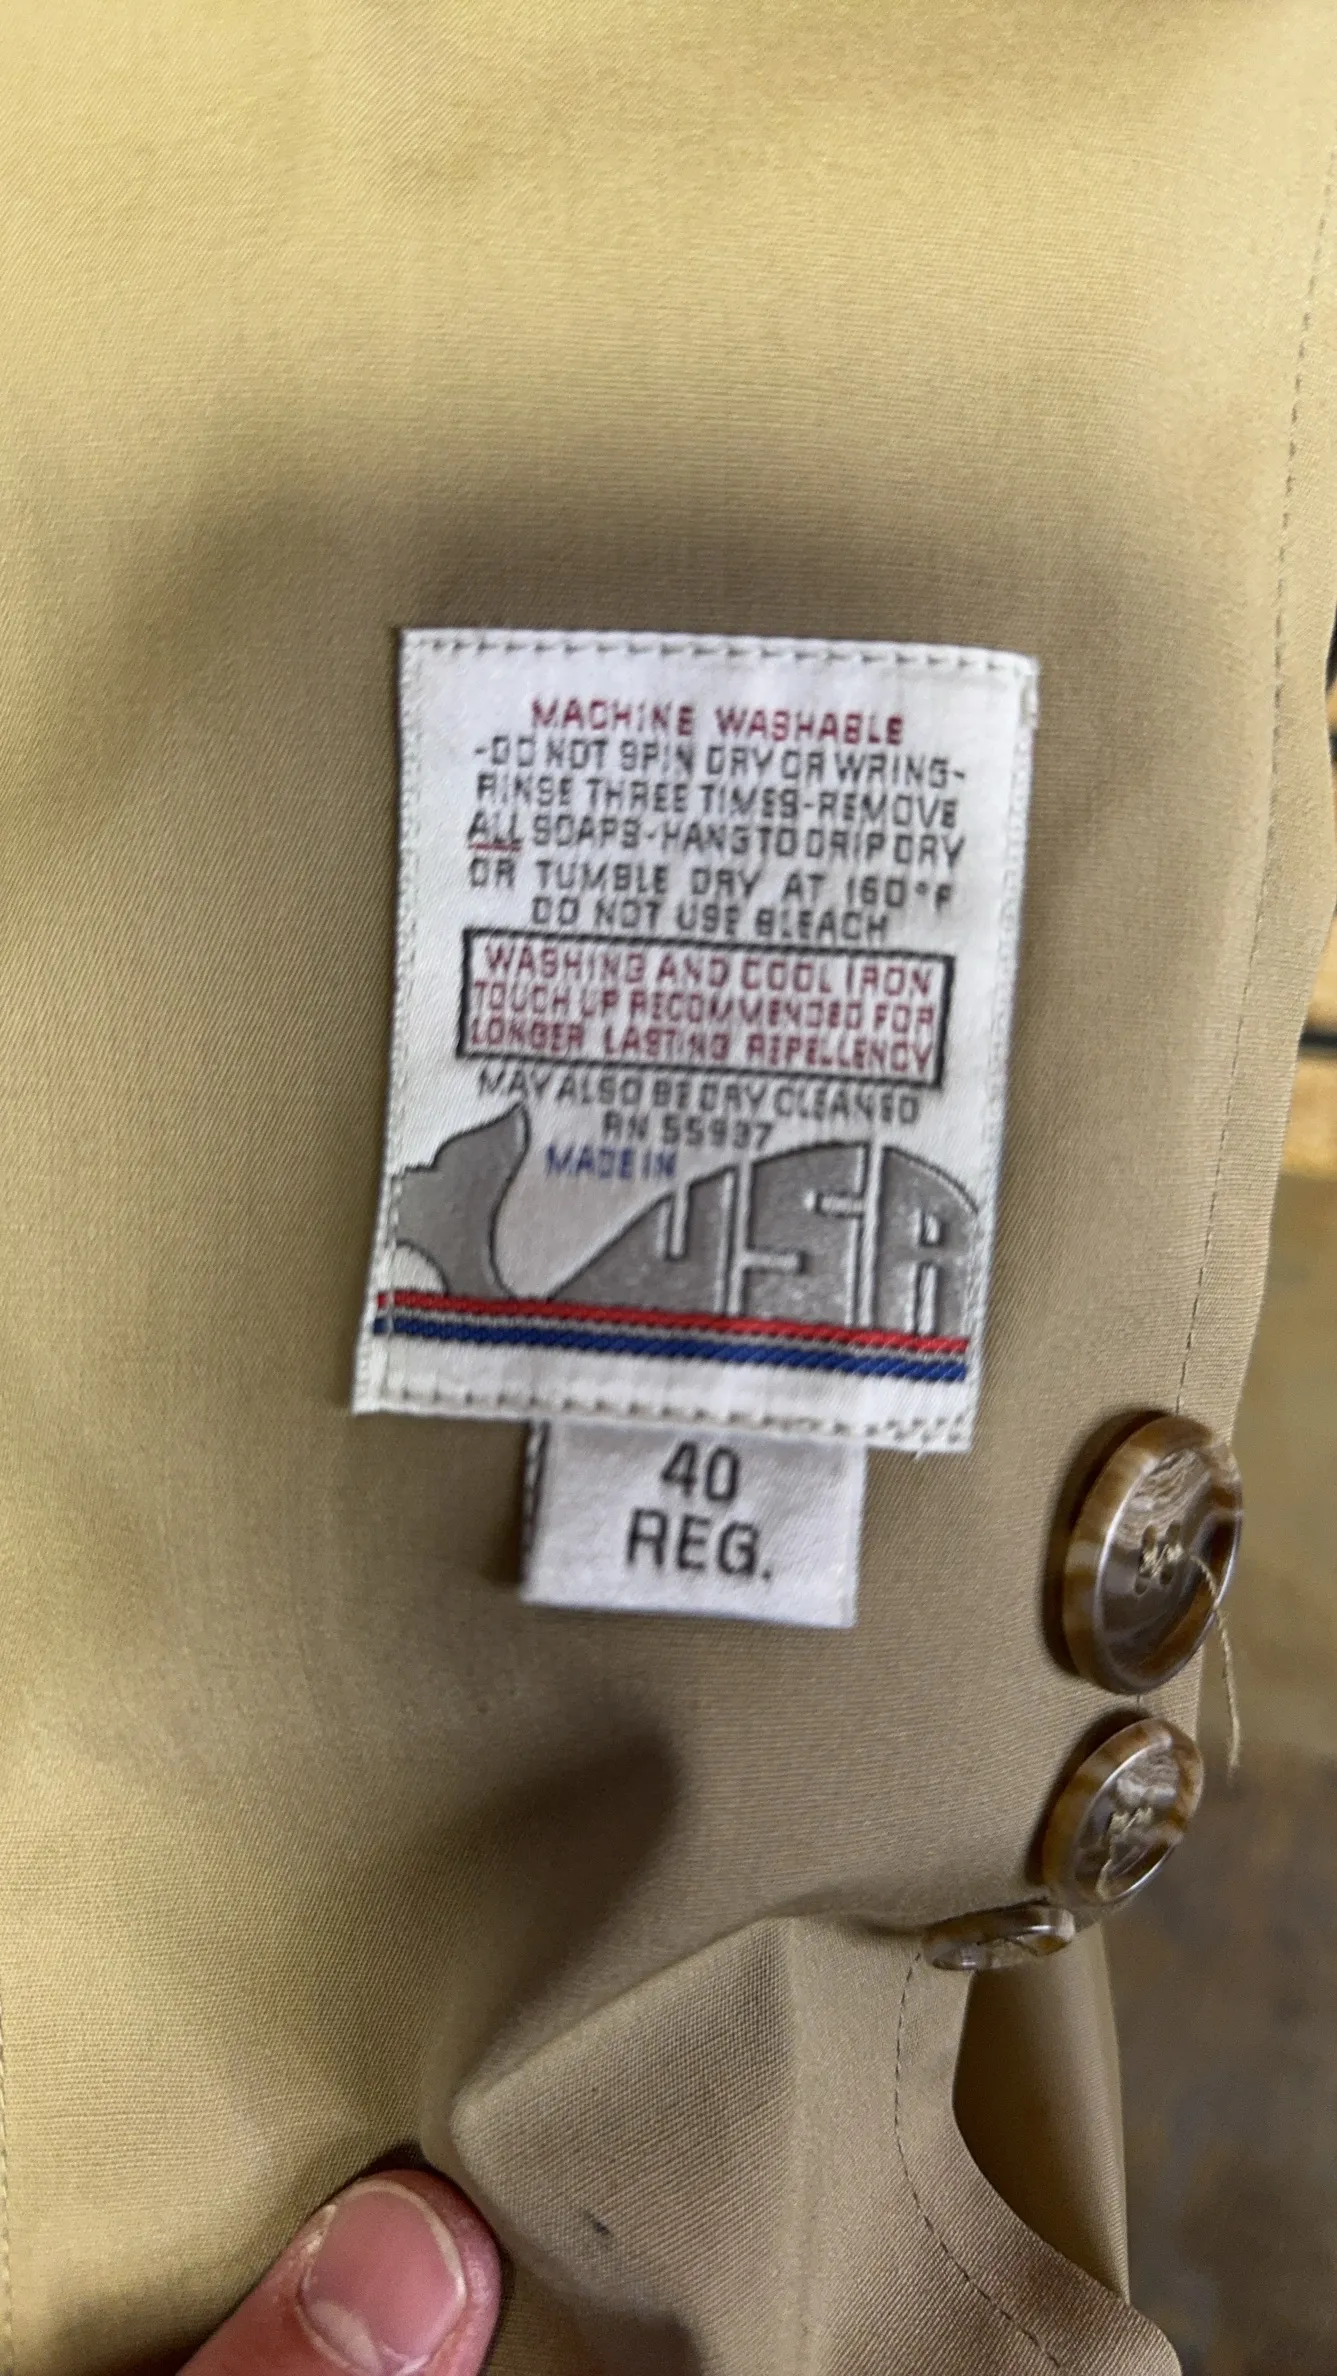 MACHINE WASHABLE
-DO NOT SPIN DRY OR WRING-
RINSE THREE TIMES-REMOVE
ALL SOAPS-HANG TO DRIP DRY
OR TUMBLE DRY AT 160°F
DO NOT USE BLEACH
WASHING AND COOL IRON
TOUCH UP RECOMMENDED FOR
LONGER LASTING REPELLENCY
MAY ALSO BE DRY CLEANED
RN 55937
MADE IN
USA
40
REG.